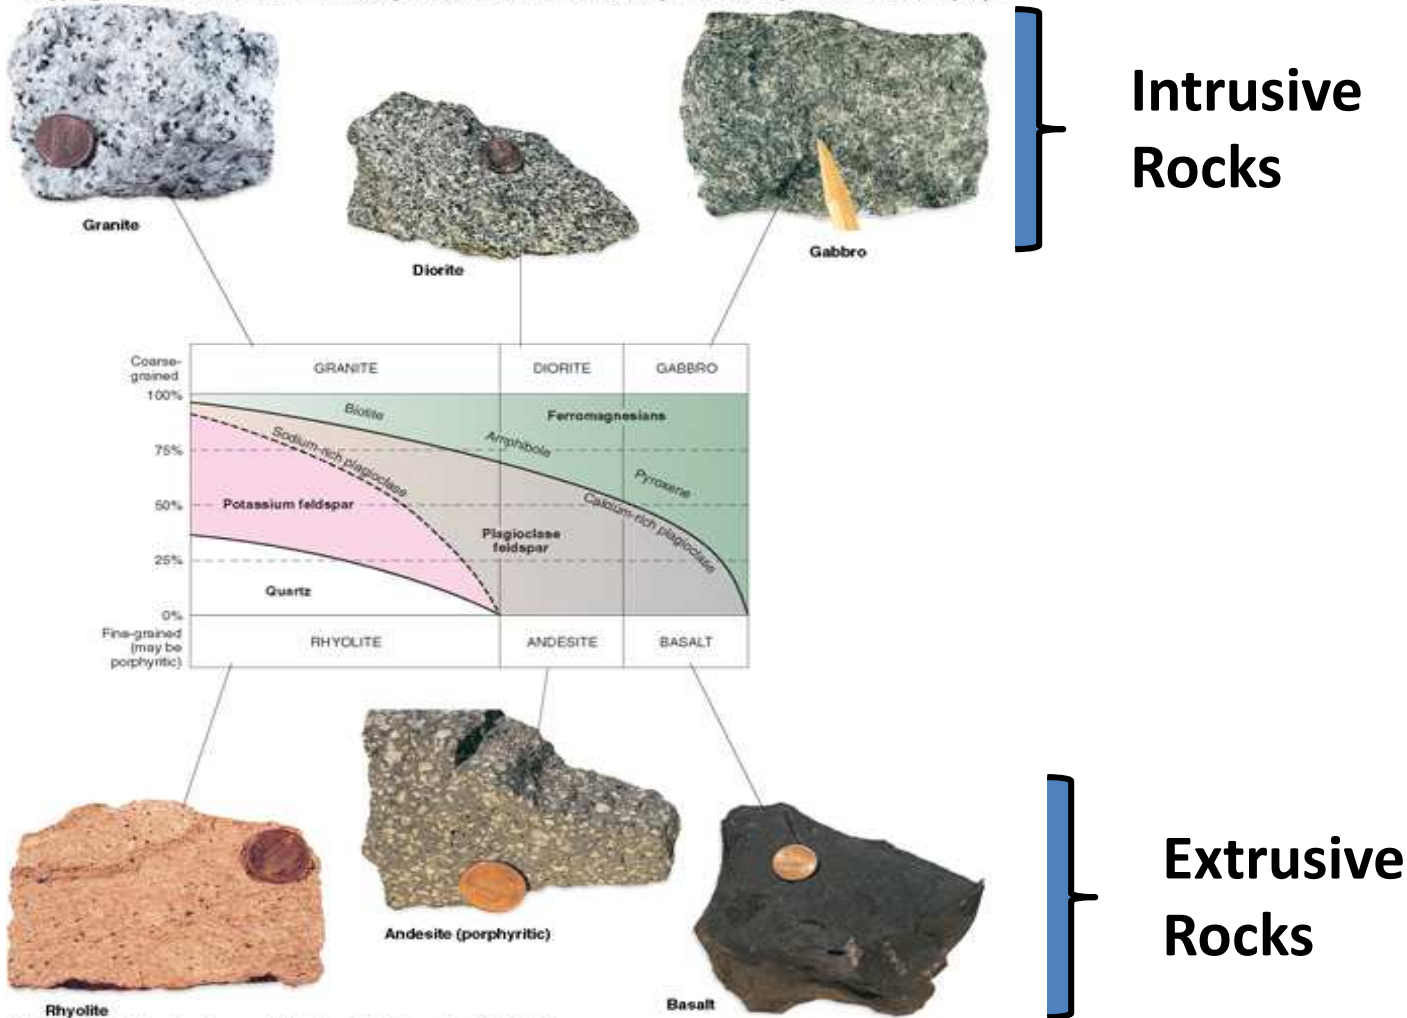 Intrusive
Rocks
Granite
Diorite
Gabbro
Coarse-
grained
GRANITE
DIORITE
GABBRO
100%
75%
50%
25%
0%
Biotite
Ferromagnesians
Sodium-rich plagioclase
Amphibole
Pyroxene
Potassium feldspar
Calcium-rich plagioclase
Plagioclase
feldspar
Quartz
Fine-grained
(may be
porphyritic)
RHYOLITE
ANDESITE
BASALT
Andesite (porphyritic)
Rhyolite
Basalt
Extrusive
Rocks